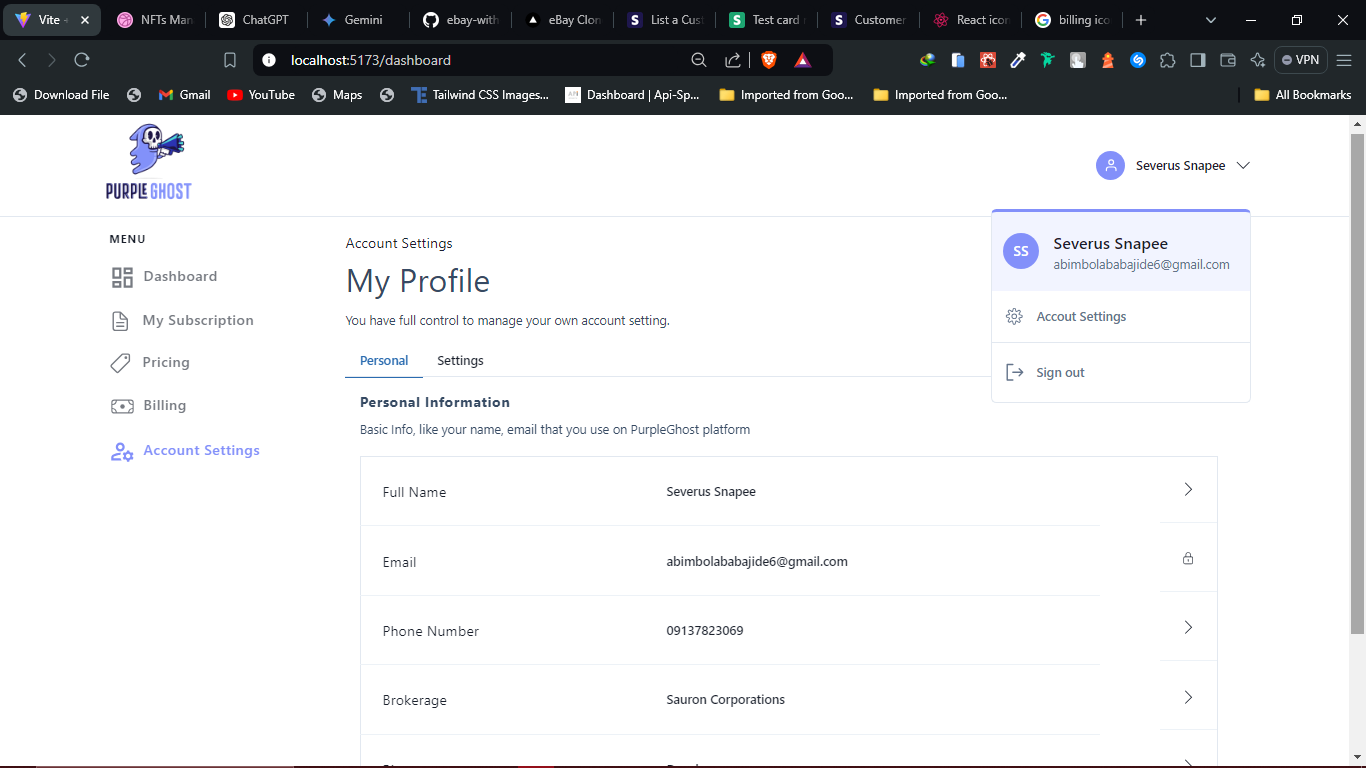 Vite +
NFTs Man
ChatGPT
Gemini
ebay-with
eBay Clon
List a Cust
Test card
Customer
React icon
billing ico
localhost:5173/dashboard
VPN
Download File
Gmail
YouTube
Maps
TE
Tailwind CSS Images...
API
Dashboard | Api-Sp...
Imported from Goo...
Imported from Goo...
All Bookmarks
PURPLE GHOST
Severus Snapee
MENU
Dashboard
My Subscription
Pricing
Billing
Account Settings
Account Settings
My Profile
You have full control to manage your own account setting.
Personal
Settings
SS
Severus Snapee
abimbolababajide6@gmail.com
Accout Settings
Sign out
Personal Information
Basic Info, like your name, email that you use on PurpleGhost platform
Full Name
Severus Snapee
Email
abimbolababajide6@gmail.com
Phone Number
09137823069
Brokerage
Sauron Corporations